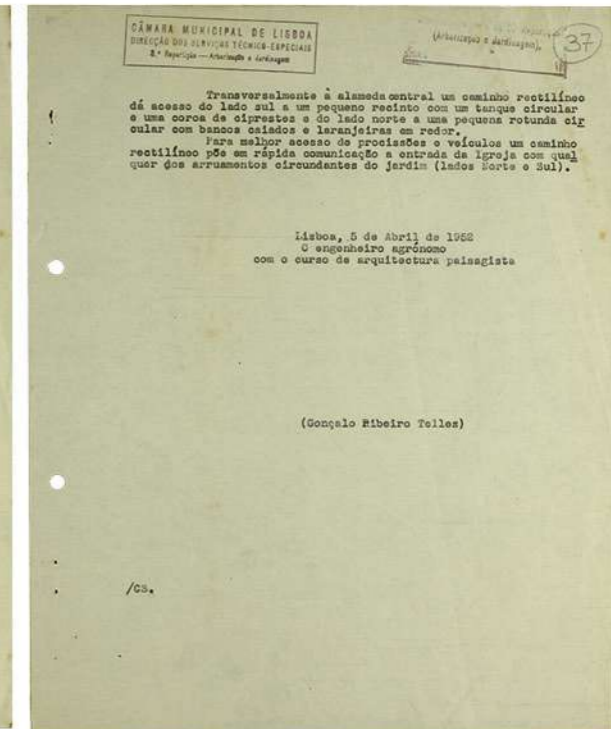 CÂMARA MUNICIPAL DE LISBOA
DIRECÇÃO DOS SERVIÇOS TÉCNICO-ESPECIAIS
Repartição — Arborização e Jardinagem
(Arborização e Jardinagem)
37
Transversalmente à alameda central um caminho rectilíneo
dá acesso do lado sul a um pequeno recinto com um tanque circular
e uma coroa de ciprestes e do lado norte a uma pequena rotunda cir
cular com bancos caiados e laranjeiras em redor.
Para melhor acesso de procissões e veículos um caminho
rectilíneo põe em rápida comunicação a entrada da Igreja com qual
quer dos arruamentos circundantes do jardim (lados Norte e Sul).
Lisboa, 5 de Abril de 1952
O engenheiro agrónomo
com o curso de arquitectura paisagista
(Gonçalo Ribeiro Telles)
/CS.